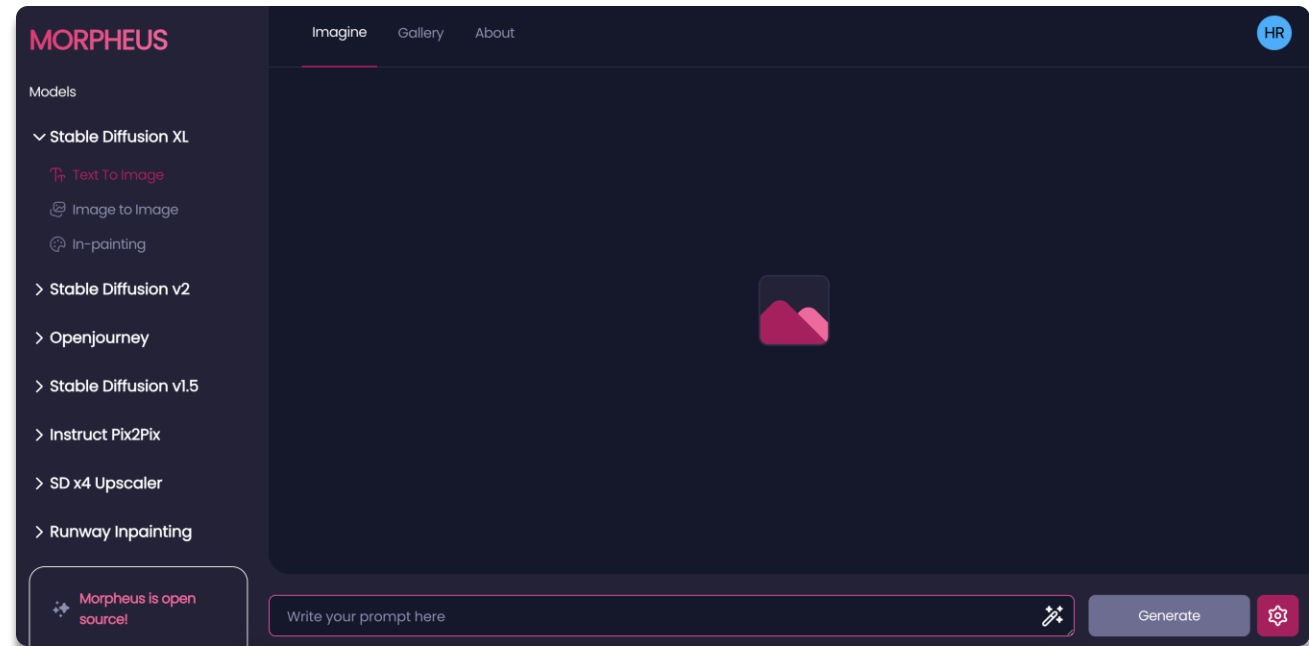 MORPHEUS
Imagine
Gallery
About
HR
Models
Stable Diffusion XL
Text To Image
Image to Image
In-painting
Stable Diffusion v2
Openjourney
Stable Diffusion v1.5
Instruct Pix2Pix
SD x4 Upscaler
Runway Inpainting
Morpheus is open
source!
Write your prompt here
Generate